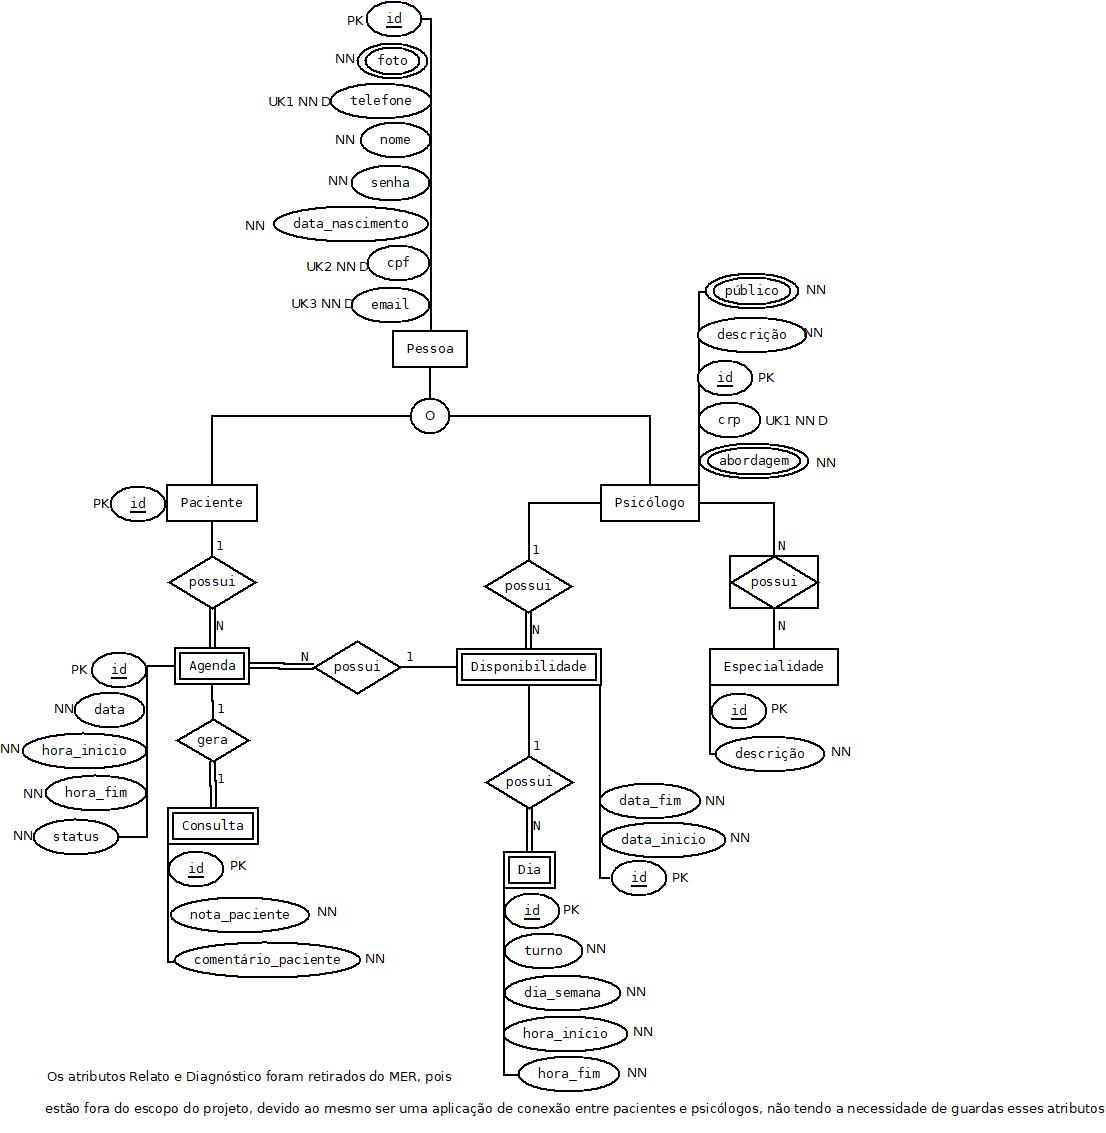 PK id
NN foto
UK1 NN D telefone
NN nome
NN senha
NN data_nascimento
UK2 NN D cpf
UK3 NN D email
Pessoa
O
público NN
descrição NN
id PK
crp UK1 NN D
abordagem NN
PK id Paciente
Psicólogo
1
possui
N
1
possui
N
N
possui
N
Agenda
N
possui
1
Disponibilidade
Especialidade
PK id
NN data
NN hora_inicio
NN hora_fim
NN status
1
gera
1
Consulta
id PK
nota_paciente NN
comentário_paciente NN
1
possui
N
Dia
id PK
turno NN
dia_semana NN
hora_início NN
hora_fim NN
data_fim NN
data_inicio NN
id PK
id PK
descrição NN
Os atributos Relato e Diagnóstico foram retirados do MER, pois
estão fora do escopo do projeto, devido ao mesmo ser uma aplicação de conexão entre pacientes e psicólogos, não tendo a necessidade de guardas esses atributos